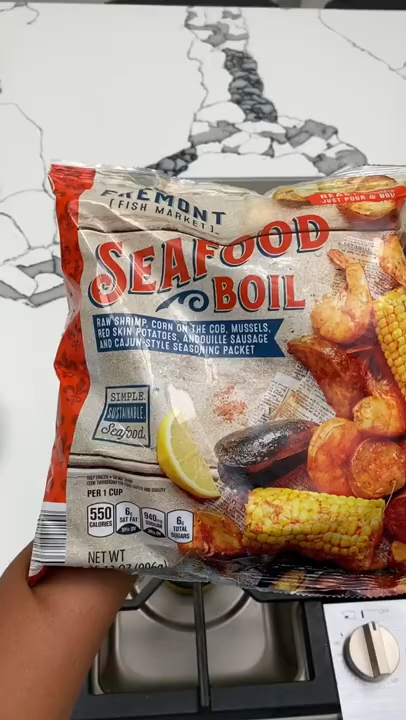 FREMONT
[FISH MARKET]
JUST POUR & BOIL
SEAFOOD
BOIL
RAW SHRIMP, CORN ON THE COB, MUSSELS,
RED SKIN POTATOES, ANDOUILLE SAUSAGE
AND CAJUN-STYLE SEASONING PACKET
SIMPLE.
SUSTAINABLE
Seafood.
PER 1 CUP
550 CALORIES
6g SAT FAT
940mg SODIUM
6g TOTAL SUGARS
NET WT